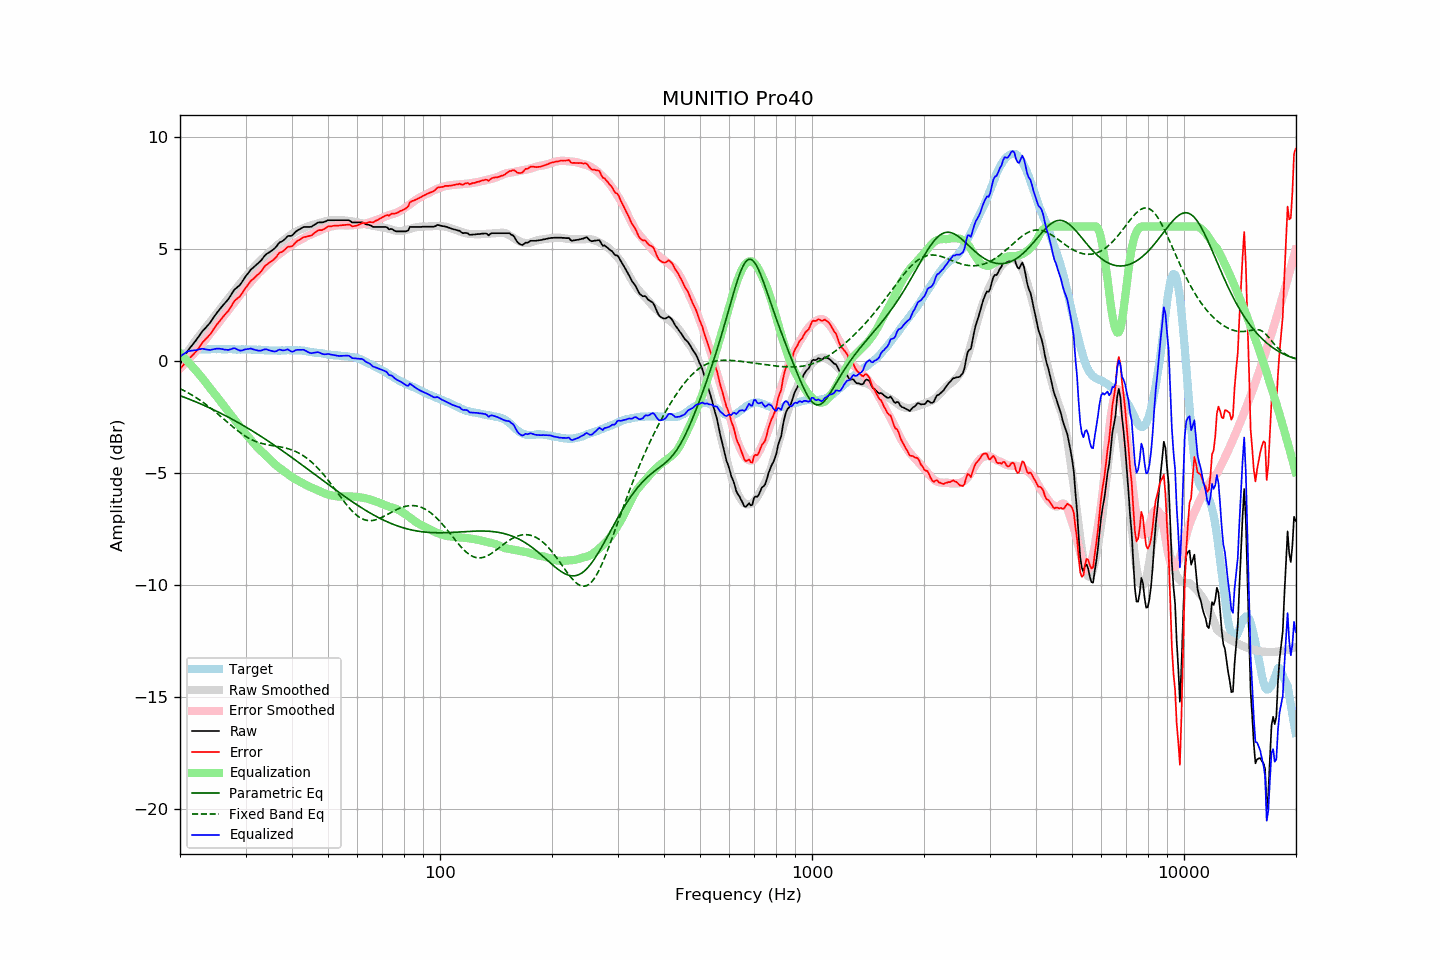 MUNITIO Pro40
Amplitude (dBr)
10
5
0
−5
−10
−15
−20
Target
Raw Smoothed
Error Smoothed
Raw
Error
Equalization
Parametric Eq
Fixed Band Eq
Equalized
100
1000
10000
Frequency (Hz)